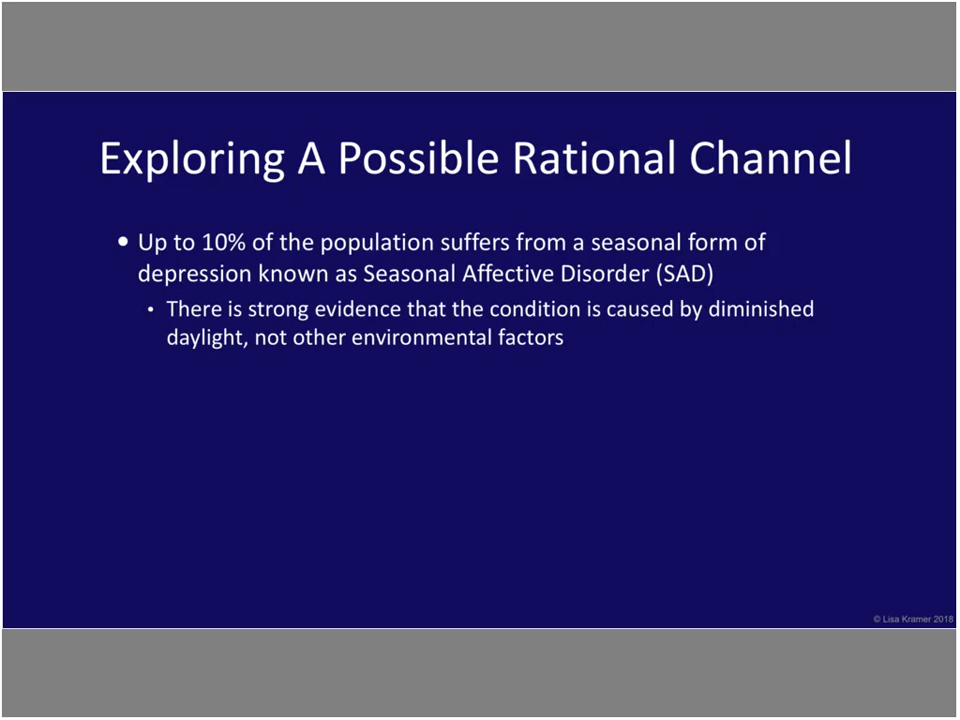 Exploring A Possible Rational Channel
• Up to 10% of the population suffers from a seasonal form of
depression known as Seasonal Affective Disorder (SAD)
• There is strong evidence that the condition is caused by diminished
daylight, not other environmental factors
© Lisa Kramer 2018